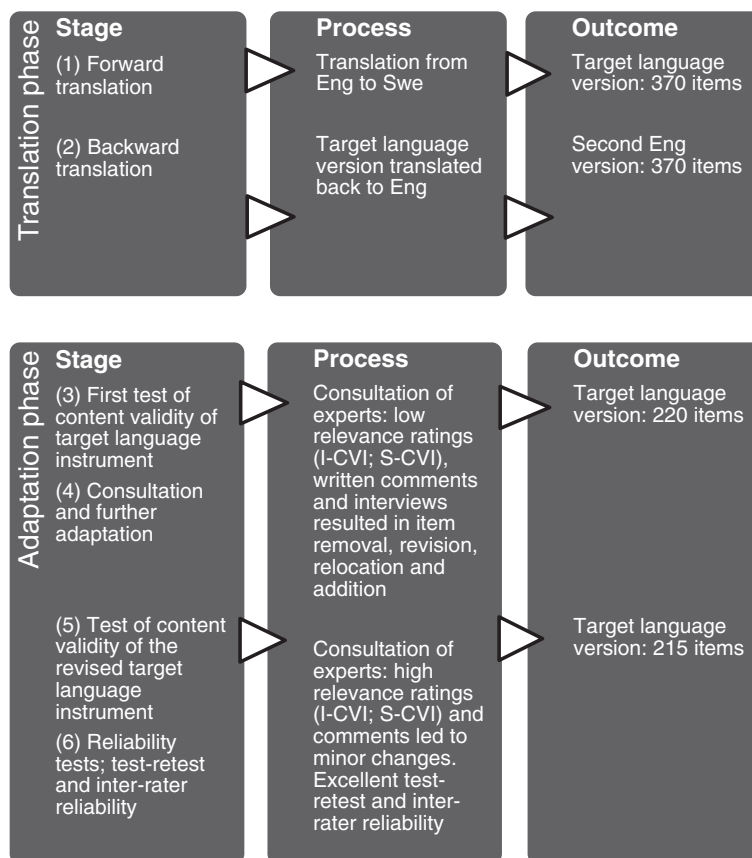 Translation phase
Stage
(1) Forward
translation
(2) Backward
translation
Process
Translation from
Eng to Swe
Target language
version translated
back to Eng
Outcome
Target language
version: 370 items
Second Eng
version: 370 items
Adaptation phase
Stage
(3) First test of
content validity of
target language
instrument
(4) Consultation
and further
adaptation
(5) Test of content
validity of the
revised target
language
instrument
(6) Reliability
tests; test-retest
and inter-rater
reliability
Process
Consultation of
experts: low
relevance ratings
(I-CVI; S-CVI),
written comments
and interviews
resulted in item
removal, revision,
relocation and
addition
Consultation of
experts: high
relevance ratings
(I-CVI; S-CVI) and
comments led to
minor changes.
Excellent test-
retest and inter-
rater reliability
Outcome
Target language
version: 220 items
Target language
version: 215 items